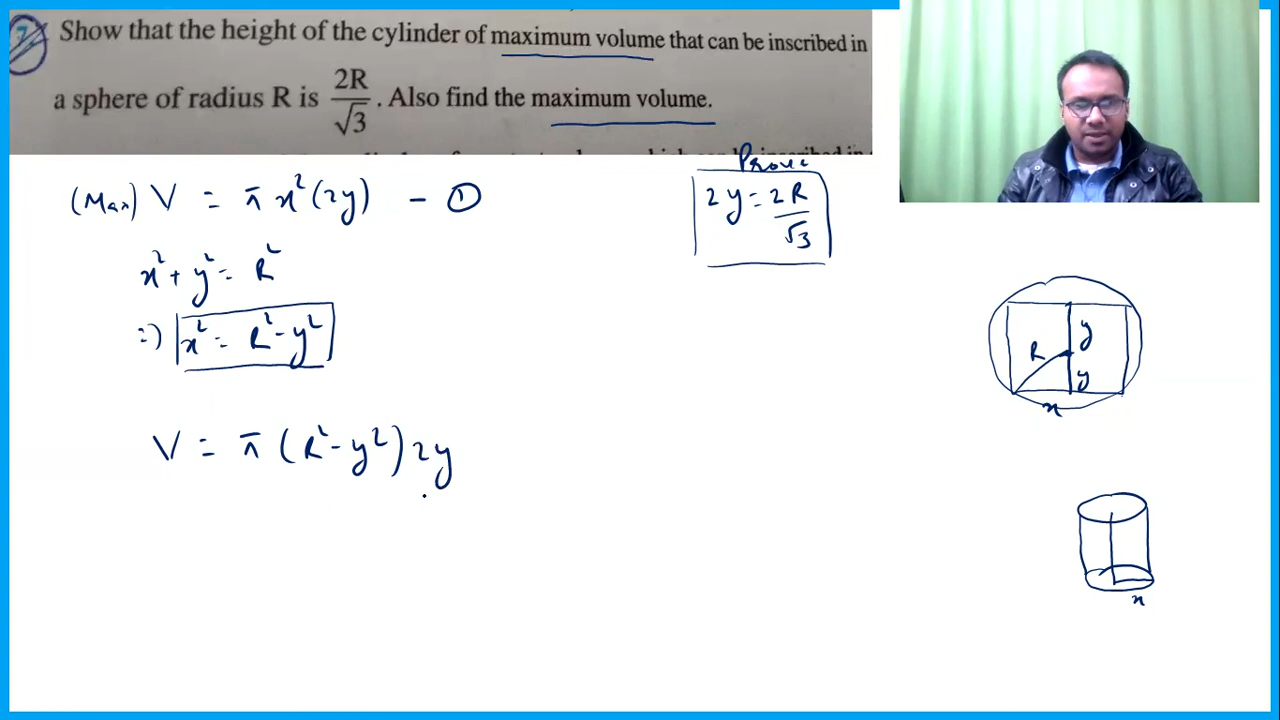 7. Show that the height of the cylinder of maximum volume that can be inscribed in
a sphere of radius R is 2R/√3. Also find the maximum volume.
Prove
(Max) V = π x²(2y) — ①
2y = 2R/√3
x² + y² = R²
=) x² = R² - y²
V = π (R² - y²) 2y
R y
y
x
x